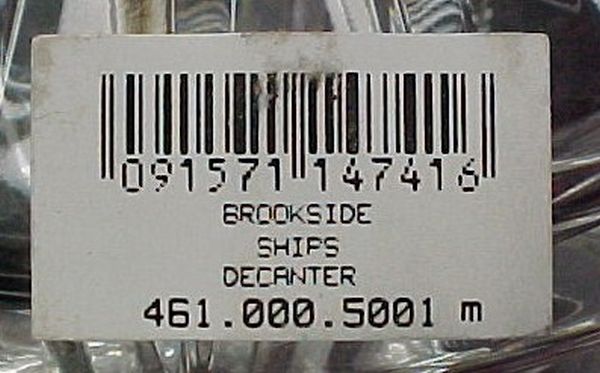 091571 147416
BROOKSIDE
SHIPS
DECANTER
461.000.5001 m